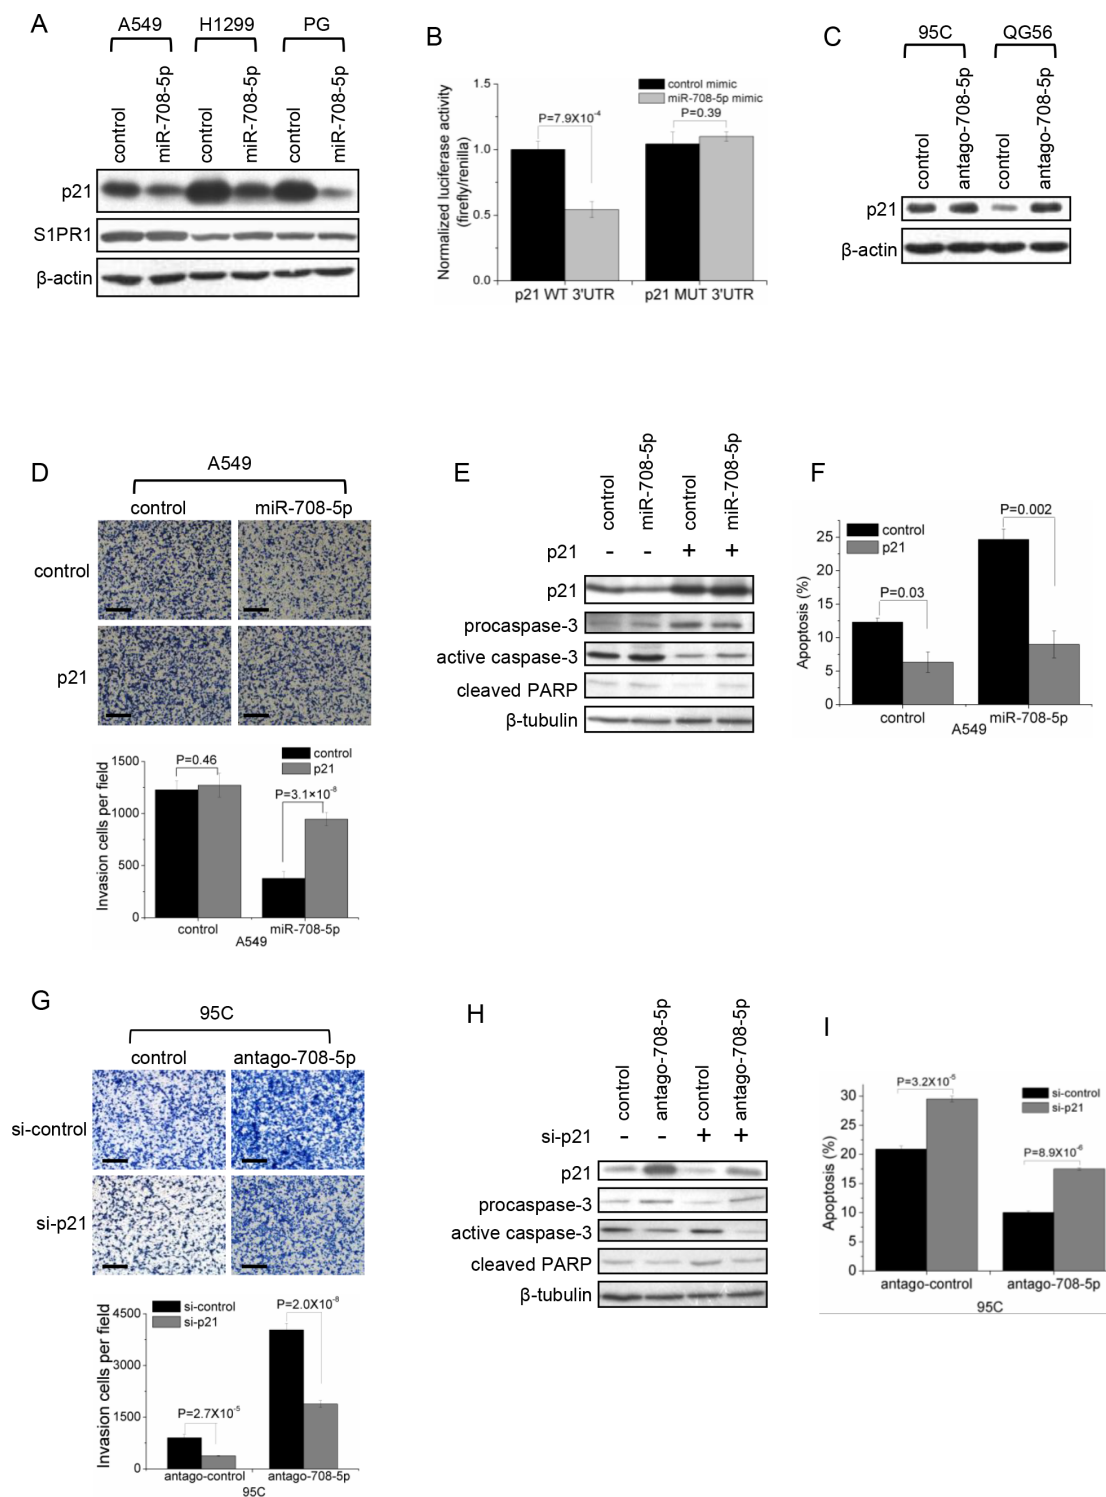 A
A549 H1299 PG
control miR-708-5p control miR-708-5p control miR-708-5p
p21
S1PR1
β-actin
B
Normalized luciferase activity
(firefly/renilla)
1.5
1.0
0.5
0.0
control mimic
miR-708-5p mimic
P=7.9X10⁻⁴
P=0.39
p21 WT 3'UTR p21 MUT 3'UTR
C
95C QG56
control antago-708-5p control antago-708-5p
p21
β-actin
D
A549
control miR-708-5p
control
p21
Invasion cells per field
1500
1000
500
0
control
p21
P=0.46
P=3.1×10⁻⁸
control miR-708-5p
A549
E
control miR-708-5p control miR-708-5p
p21 - - + +
p21
procaspase-3
active caspase-3
cleaved PARP
β-tubulin
F
Apoptosis (%)
25
20
15
10
5
0
control
p21
P=0.03
P=0.002
control miR-708-5p
A549
G
95C
control antago-708-5p
si-control
si-p21
Invasion cells per field
4500
3000
1500
0
si-control
si-p21
P=2.7X10⁻⁵
P=2.0X10⁻⁸
antago-control antago-708-5p
95C
H
control antago-708-5p control antago-708-5p
si-p21 - - + +
p21
procaspase-3
active caspase-3
cleaved PARP
β-tubulin
I
Apoptosis (%)
30
25
20
15
10
5
0
si-control
si-p21
P=3.2X10⁻⁵
P=8.9X10⁻⁶
antago-control antago-708-5p
95C